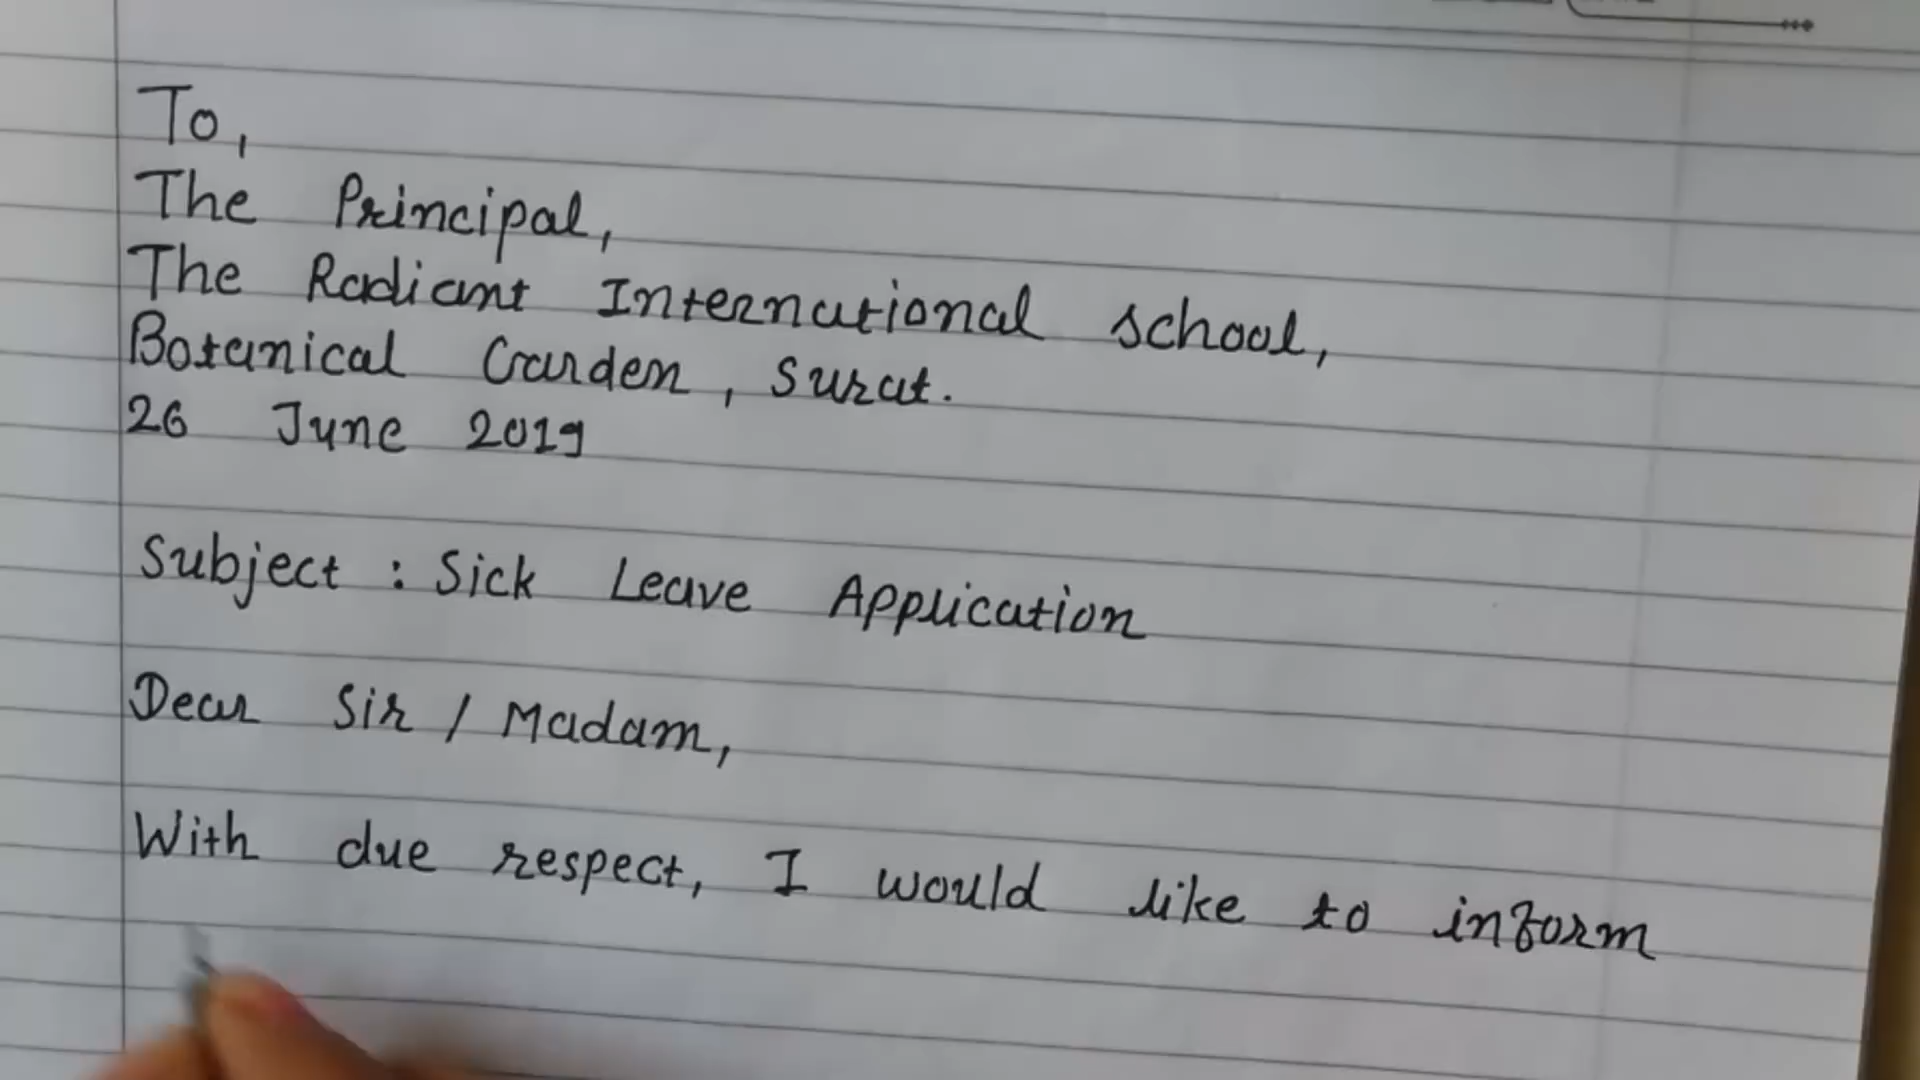 To,
The Principal,
The Radiant International school,
Botanical Garden, Surat.
26 June 2019
Subject : Sick Leave Application
Dear Sir / Madam,
With due respect, I would like to inform